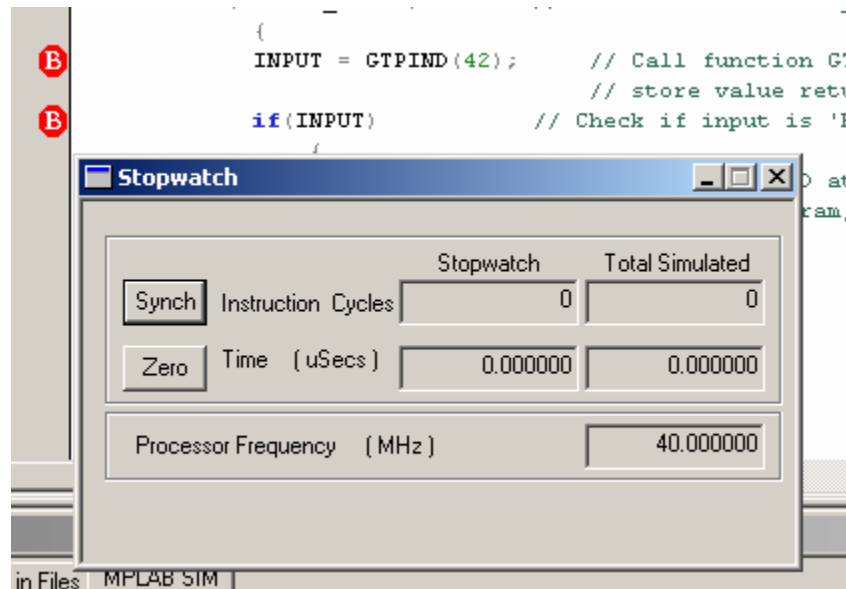 {
B
INPUT = GTPIND(42); // Call function
// store value
B
if(INPUT) // Check if input is
{
Stopwatch
Stopwatch Total Simulated
Synch Instruction Cycles 0 0
Zero Time (uSecs) 0.000000 0.000000
Processor Frequency (MHz) 40.000000
in Files MPLAB SIM